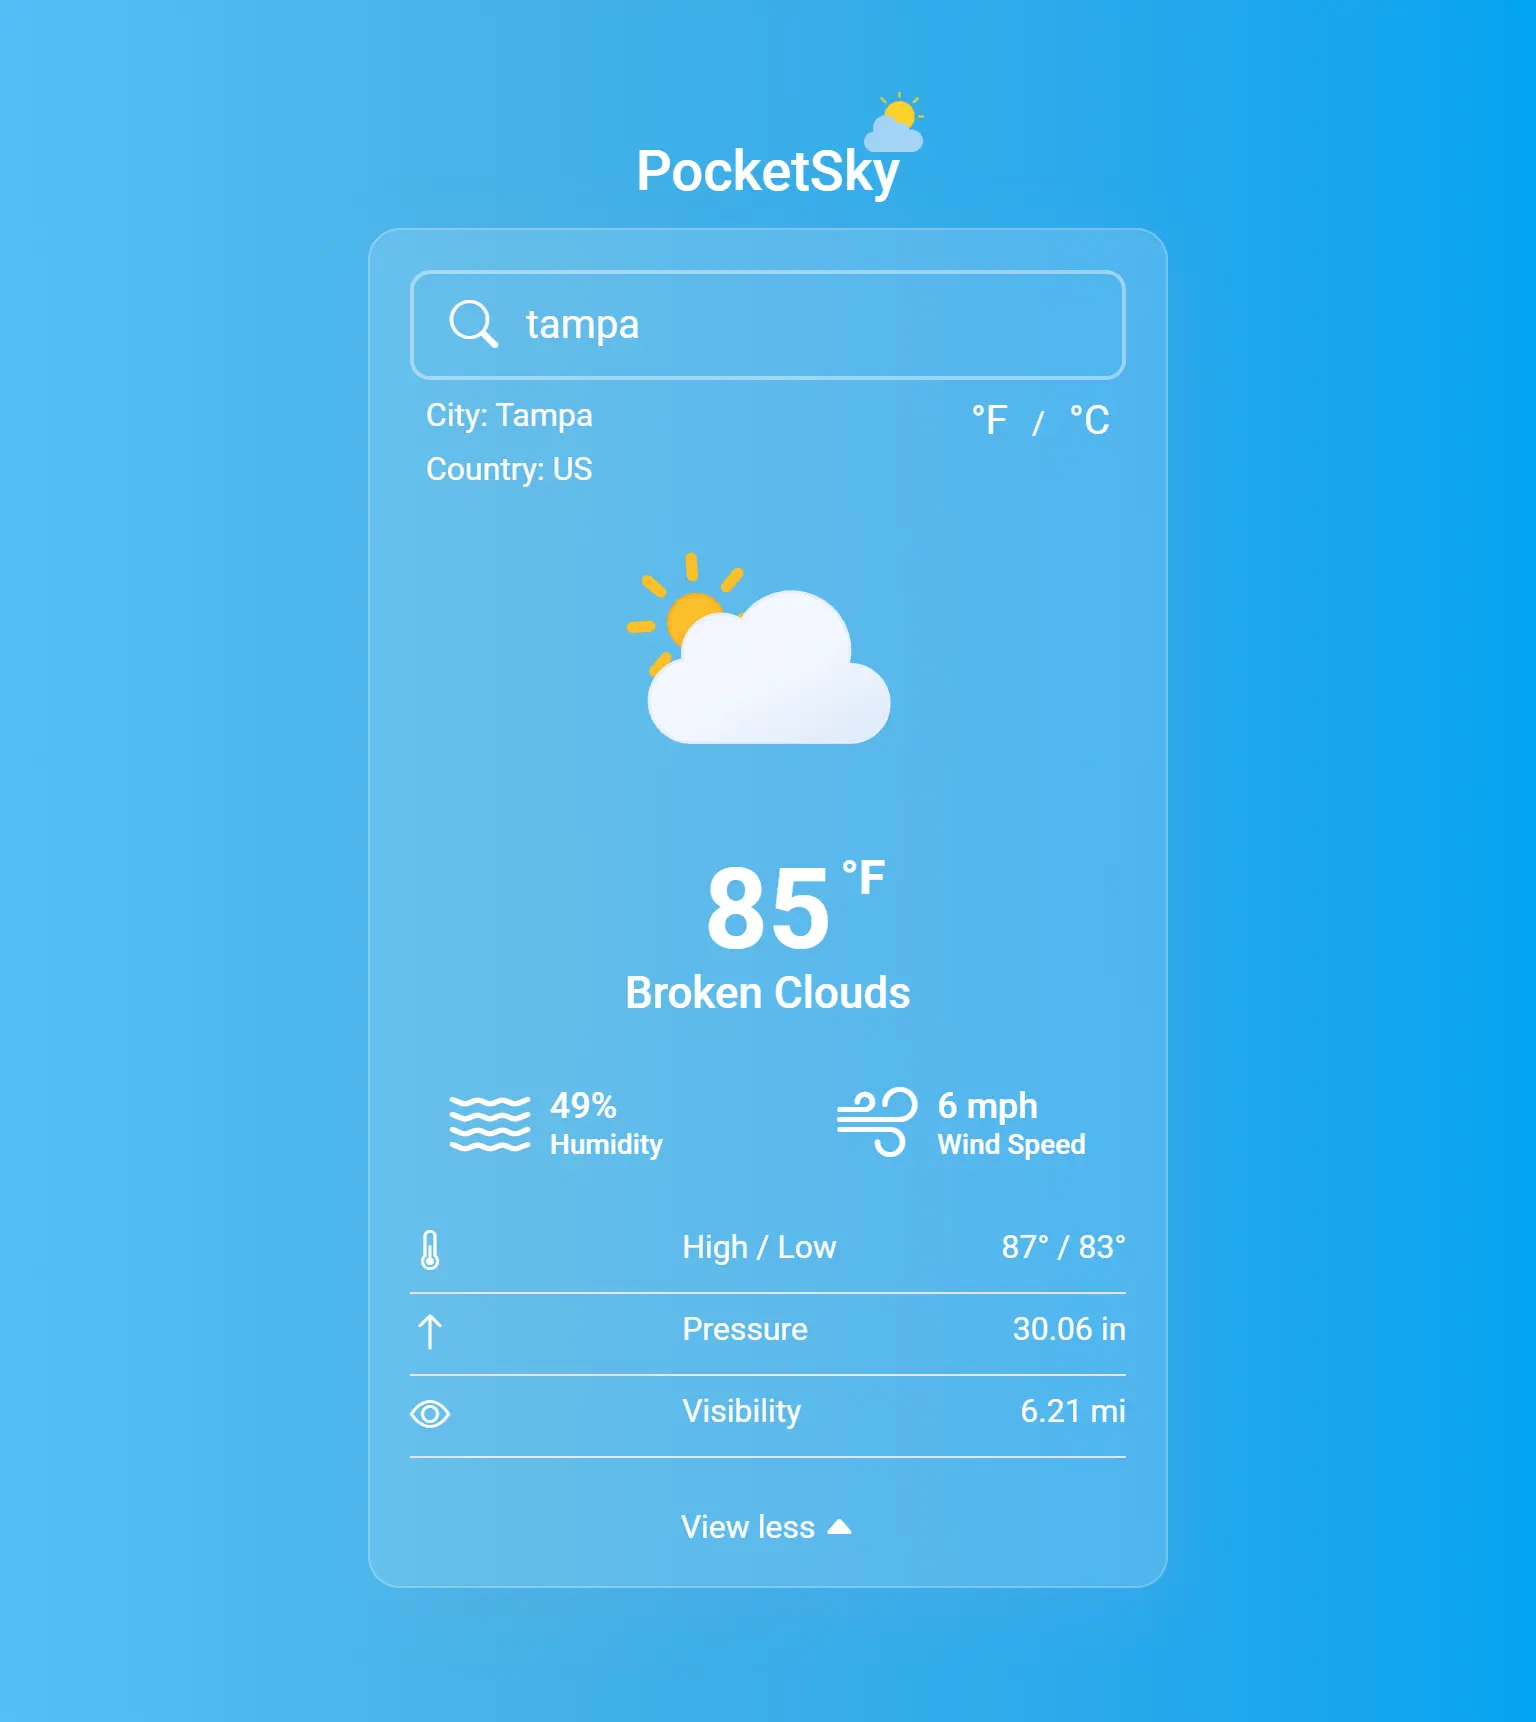 PocketSky
tampa
City: Tampa
°F / °C
Country: US
85 °F
Broken Clouds
49%
Humidity
6 mph
Wind Speed
High / Low 87° / 83°
Pressure 30.06 in
Visibility 6.21 mi
View less